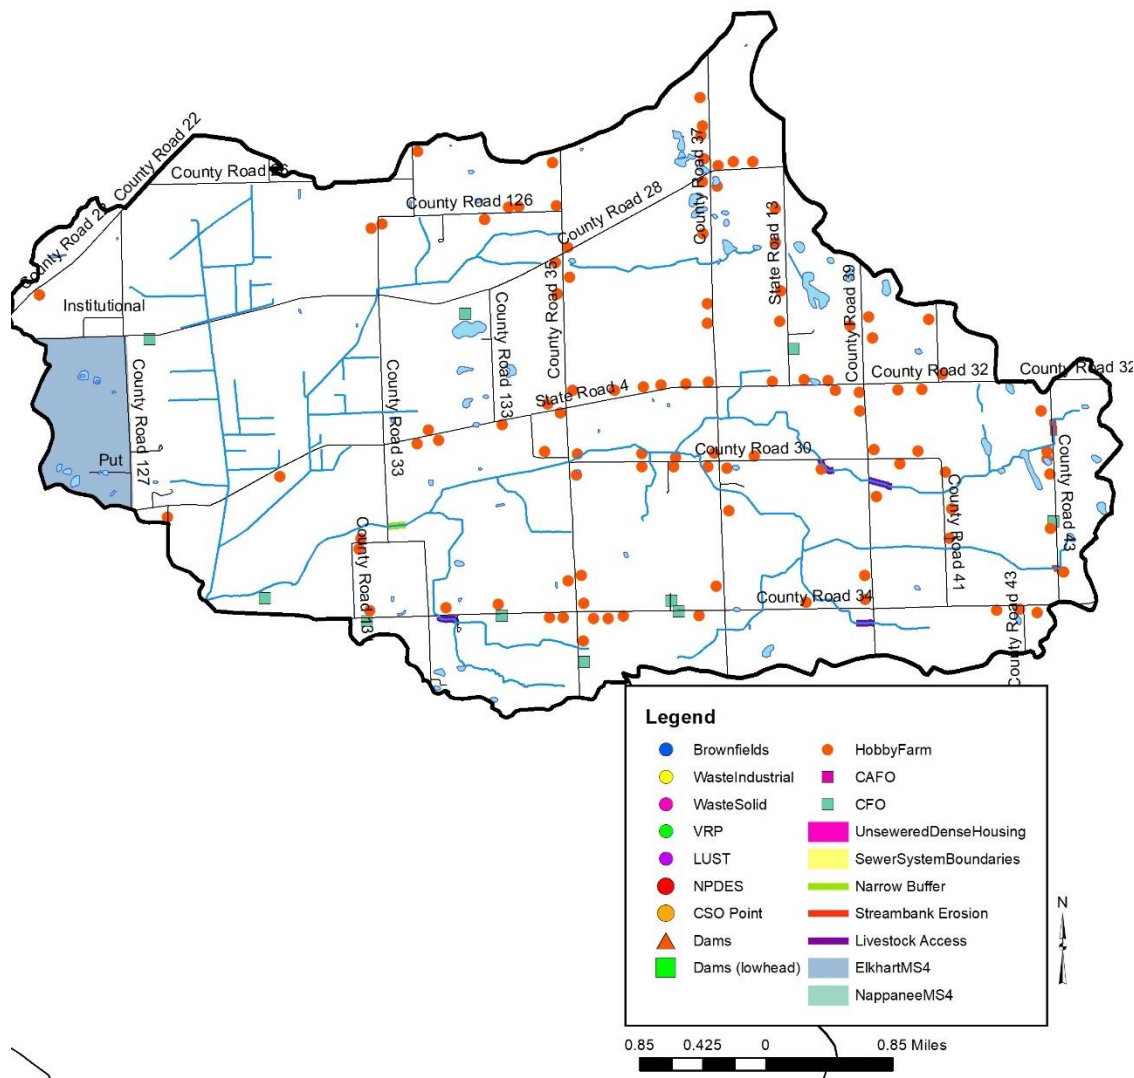 County Road 22
County Road 26
County Road 28
County Road 126
County Road 28
County Road 37
State Road 13
Institutional
County Road 35
County Road 39
County Road 133
County Road 32
County Road 32
State Road 4
County Road 127
County Road 33
Put
County Road 30
County Road 43
County Road 41
County Road 13
County Road 34
County Road 43
Legend
Brownfields
WasteIndustrial
WasteSolid
VRP
LUST
NPDES
CSO Point
Dams
Dams (lowhead)
HobbyFarm
CAFO
CFO
UnseweredDenseHousing
SewerSystemBoundaries
Narrow Buffer
Streambank Erosion
Livestock Access
ElkhartMS4
NappaneeMS4
N
0.85 0.425 0 0.85 Miles